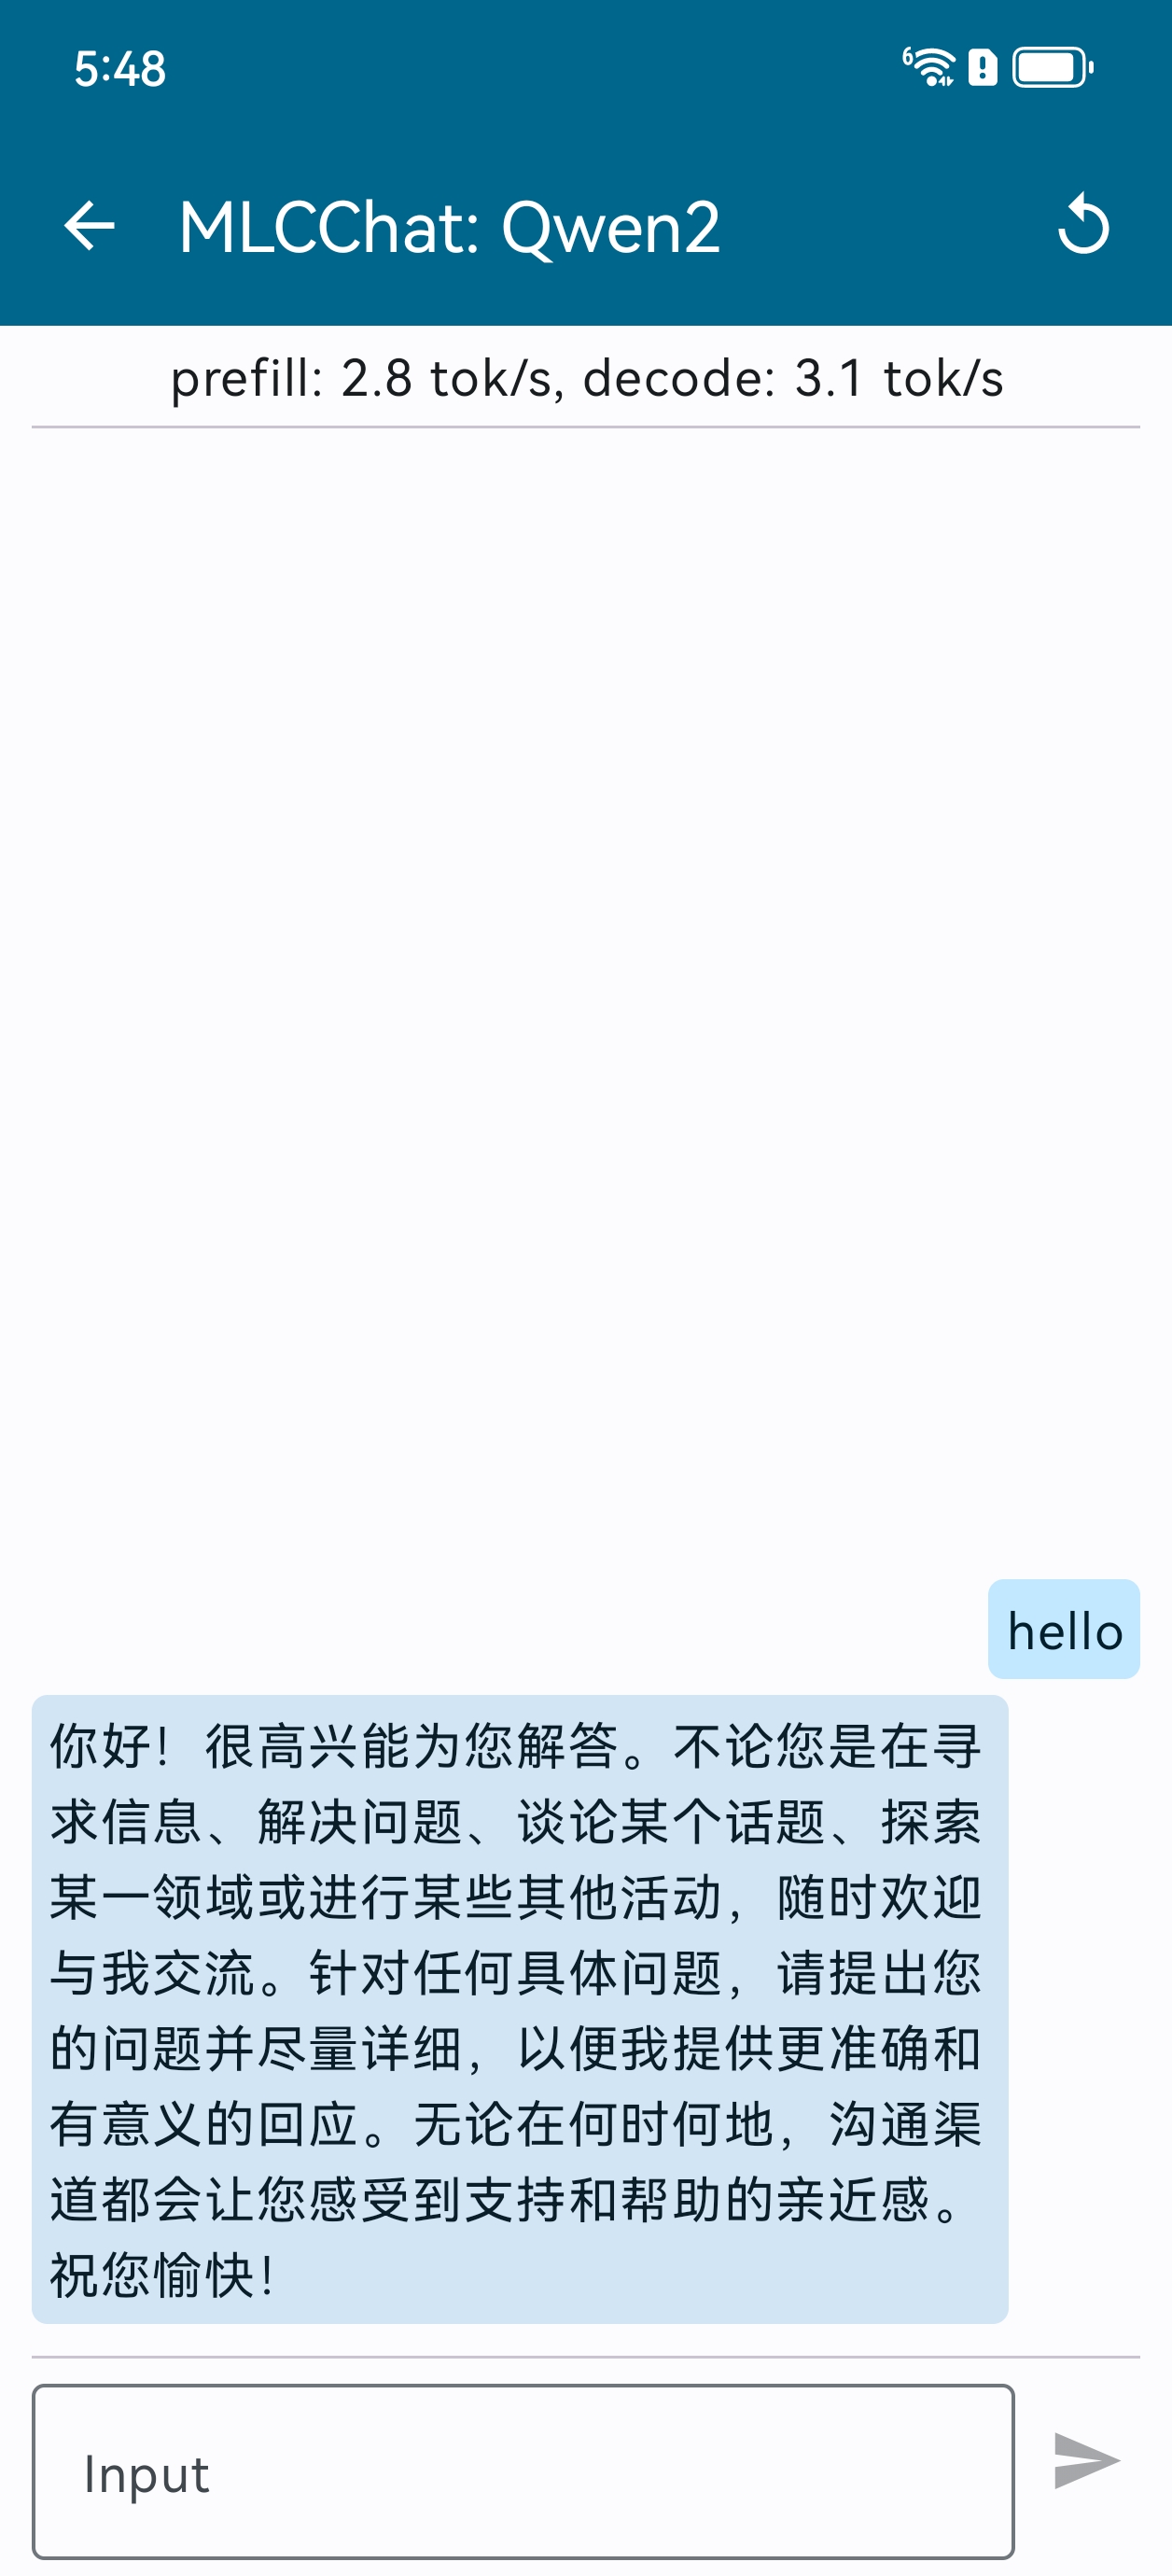 5:48
6
MLCChat: Qwen2
prefill: 2.8 tok/s, decode: 3.1 tok/s
hello
你好！很高兴能为您解答。不论您是在寻
求信息、解决问题、谈论某个话题、探索
某一领域或进行某些其他活动，随时欢迎
与我交流。针对任何具体问题，请提出您
的问题并尽量详细，以便我提供更准确和
有意义的回应。无论在何时何地，沟通渠
道都会让您感受到支持和帮助的亲近感。
祝您愉快！
Input